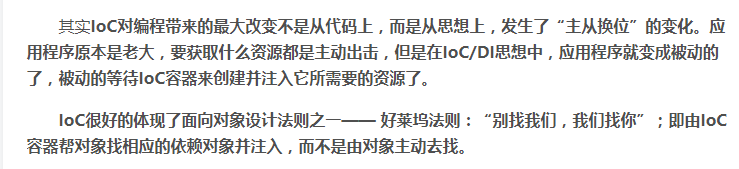 其实IoC对编程带来的最大改变不是从代码上，而是从思想上，发生了“主从换位”的变化。应
用程序原本是老大，要获取什么资源都是主动出击，但是在IoC/DI思想中，应用程序就变成被动的
了，被动的等待IoC容器来创建并注入它所需要的资源了。
IoC很好的体现了面向对象设计法则之一—— 好莱坞法则：“别找我们，我们找你”；即由IoC
容器帮对象找相应的依赖对象并注入，而不是由对象主动去找。